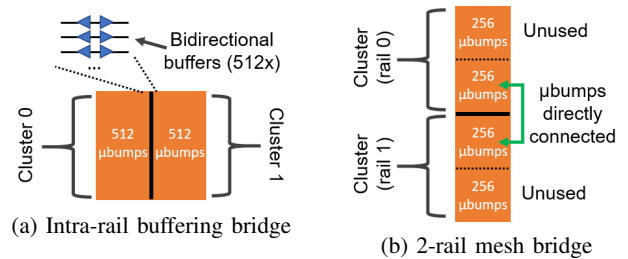 Bidirectional
buffers (512x)
...
Cluster 0
512
µbumps
512
µbumps
Cluster 1
(a) Intra-rail buffering bridge
Cluster
(rail 0)
256
µbumps
Unused
256
µbumps
µbumps
directly
connected
Cluster
(rail 1)
256
µbumps
256
µbumps
Unused
(b) 2-rail mesh bridge